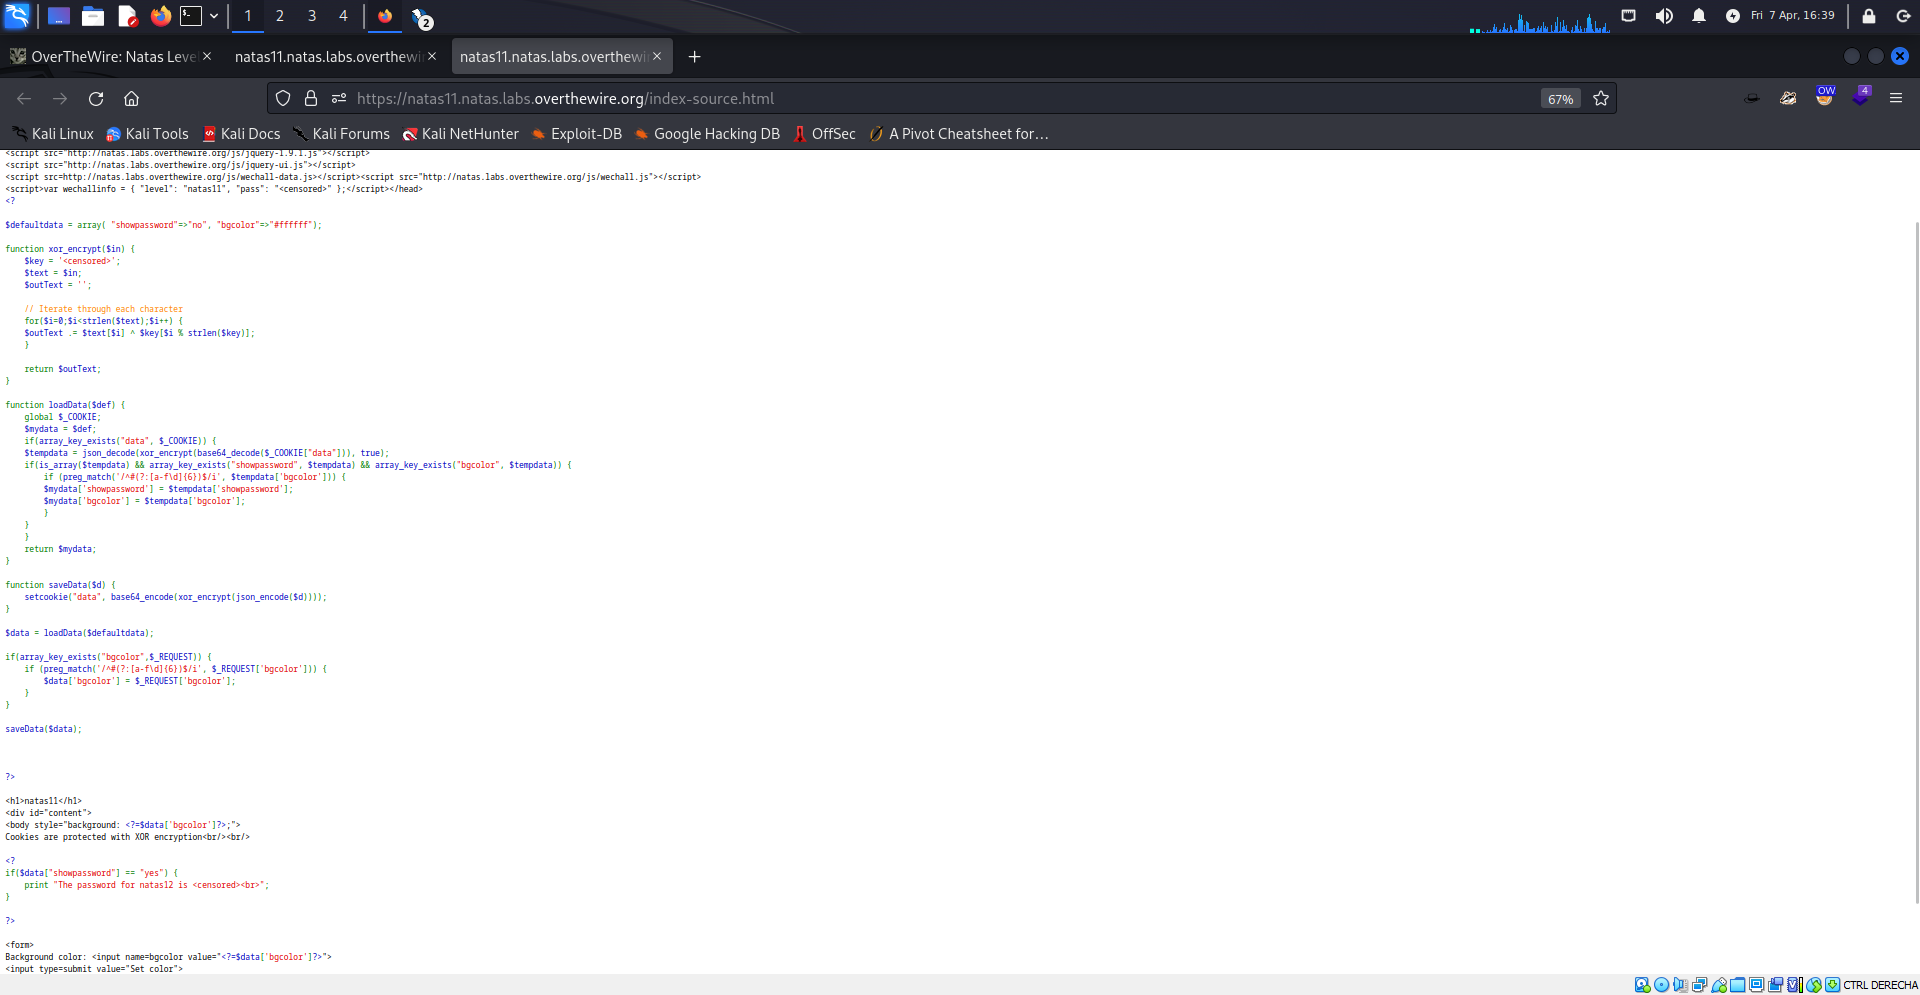 1 2 3 4 2 Fri 7 Apr, 16:39
OverTheWire: Natas Leve natas11.natas.labs.overthewi natas11.natas.labs.overthewi
https://natas11.natas.labs.overthewire.org/index-source.html 67% OW 4
Kali Linux Kali Tools Kali Docs Kali Forums Kali NetHunter Exploit-DB Google Hacking DB OffSec A Pivot Cheatsheet for…
<script src="http://natas.labs.overthewire.org/js/jquery-1.9.1.js"></script>
<script src="http://natas.labs.overthewire.org/js/jquery-ui.js"></script>
<script src=http://natas.labs.overthewire.org/js/wechall-data.js></script><script src="http://natas.labs.overthewire.org/js/wechall.js"></script>
<script>var wechallinfo = { "level": "natas11", "pass": "<censored>" };</script></head>
<?
$defaultdata = array( "showpassword"=>"no", "bgcolor"=>"#ffffff");
function xor_encrypt($in) {
$key = '<censored>';
$text = $in;
$outText = '';
// Iterate through each character
for($i=0;$i<strlen($text);$i++) {
$outText .= $text[$i] ^ $key[$i % strlen($key)];
}
return $outText;
}
function loadData($def) {
global $_COOKIE;
$mydata = $def;
if(array_key_exists("data", $_COOKIE)) {
$tempdata = json_decode(xor_encrypt(base64_decode($_COOKIE["data"])), true);
if(is_array($tempdata) && array_key_exists("showpassword", $tempdata) && array_key_exists("bgcolor", $tempdata)) {
if (preg_match('/^#(?:[a-f\d]{6})$/i', $tempdata['bgcolor'])) {
$mydata['showpassword'] = $tempdata['showpassword'];
$mydata['bgcolor'] = $tempdata['bgcolor'];
}
}
}
return $mydata;
}
function saveData($d) {
setcookie("data", base64_encode(xor_encrypt(json_encode($d))));
}
$data = loadData($defaultdata);
if(array_key_exists("bgcolor",$_REQUEST)) {
if (preg_match('/^#(?:[a-f\d]{6})$/i', $_REQUEST['bgcolor'])) {
$data['bgcolor'] = $_REQUEST['bgcolor'];
}
}
saveData($data);
?>
<h1>natas11</h1>
<div id="content">
<body style="background: <?=$data['bgcolor']?>;">
Cookies are protected with XOR encryption<br/><br/>
<?
if($data["showpassword"] == "yes") {
print "The password for natas12 is <censored><br>";
}
?>
<form>
Background color: <input name=bgcolor value="<?=$data['bgcolor']?>">
<input type=submit value="Set color">
CTRL DERECHA